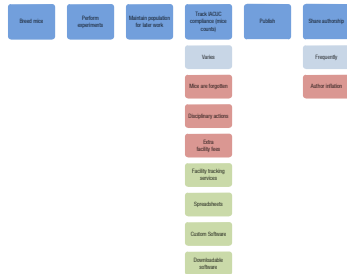 Breed mice
Perform
experiments
Maintain population
for later work
Track IACUC
compliance (mice
counts)
Publish
Share authorship
Varies
Frequently
Mice are forgotten
Author inflation
Disciplinary actions
Extra
facility fees
Facility tracking
services
Spreadsheets
Custom Software
Downloadable
software